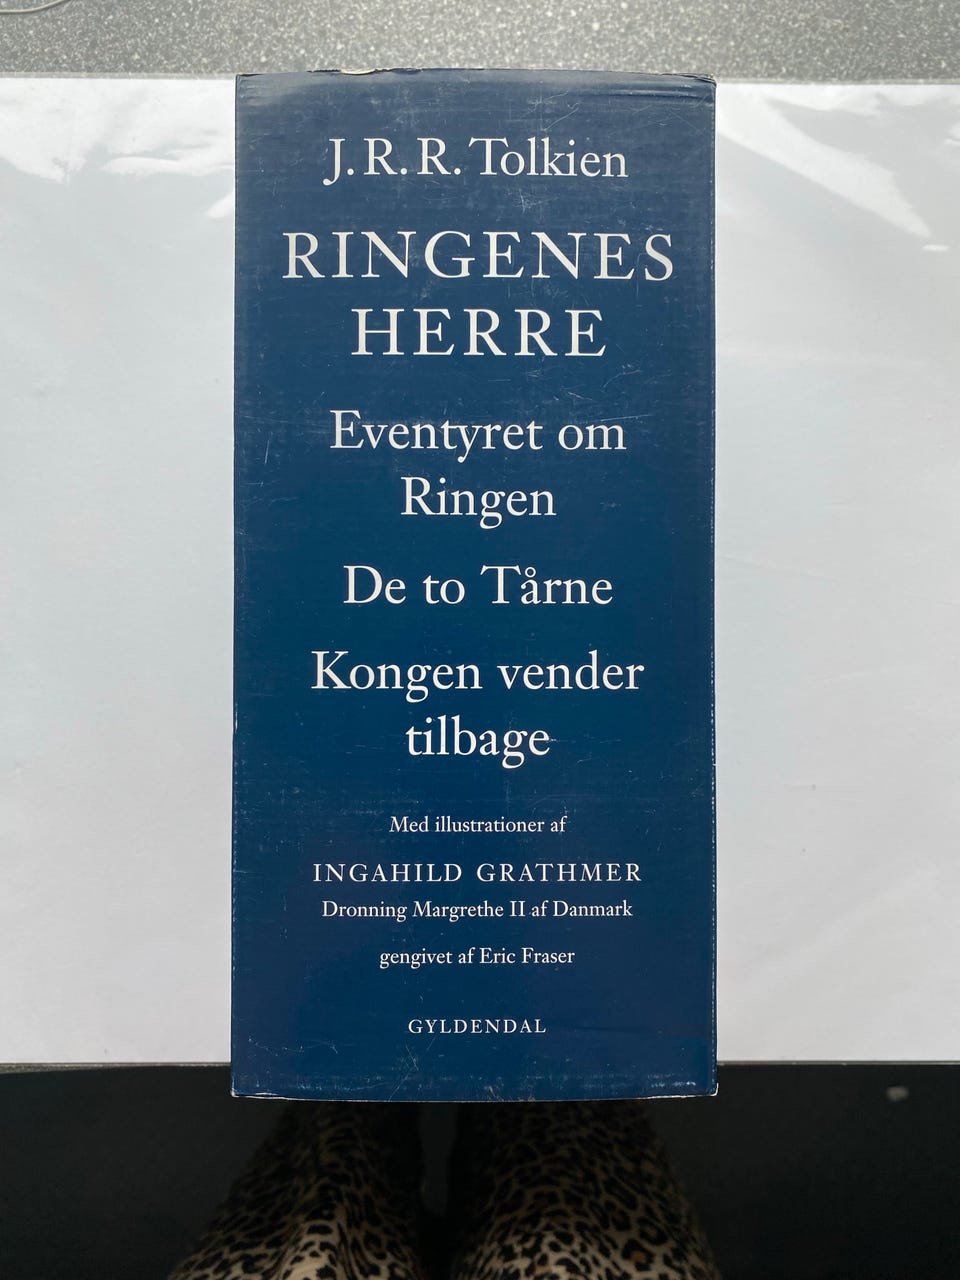 J. R. R. Tolkien
RINGENES
HERRE
Eventyret om
Ringen
De to Tårne
Kongen vender
tilbage
Med illustrationer af
INGAHILD GRATHMER
Dronning Margrethe II af Danmark
gengivet af Eric Fraser
GYLDENDAL